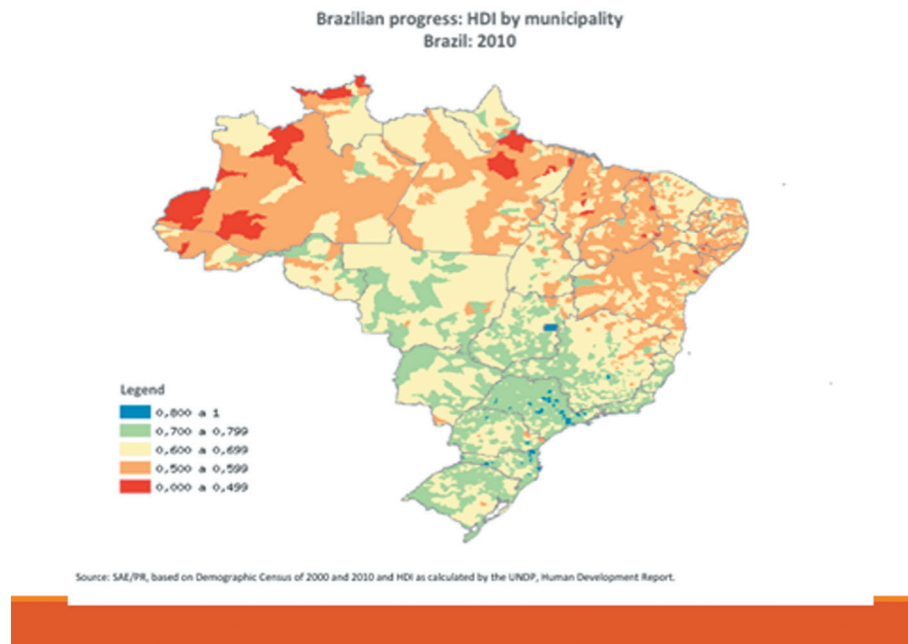 Brazilian progress: HDI by municipality
Brazil: 2010
Legend
0,800 a 1
0,700 a 0,799
0,600 a 0,699
0,500 a 0,599
0,000 a 0,499
Source: SAE/PR, based on Demographic Census of 2000 and 2010 and HDI as calculated by the UNDP, Human Development Report.